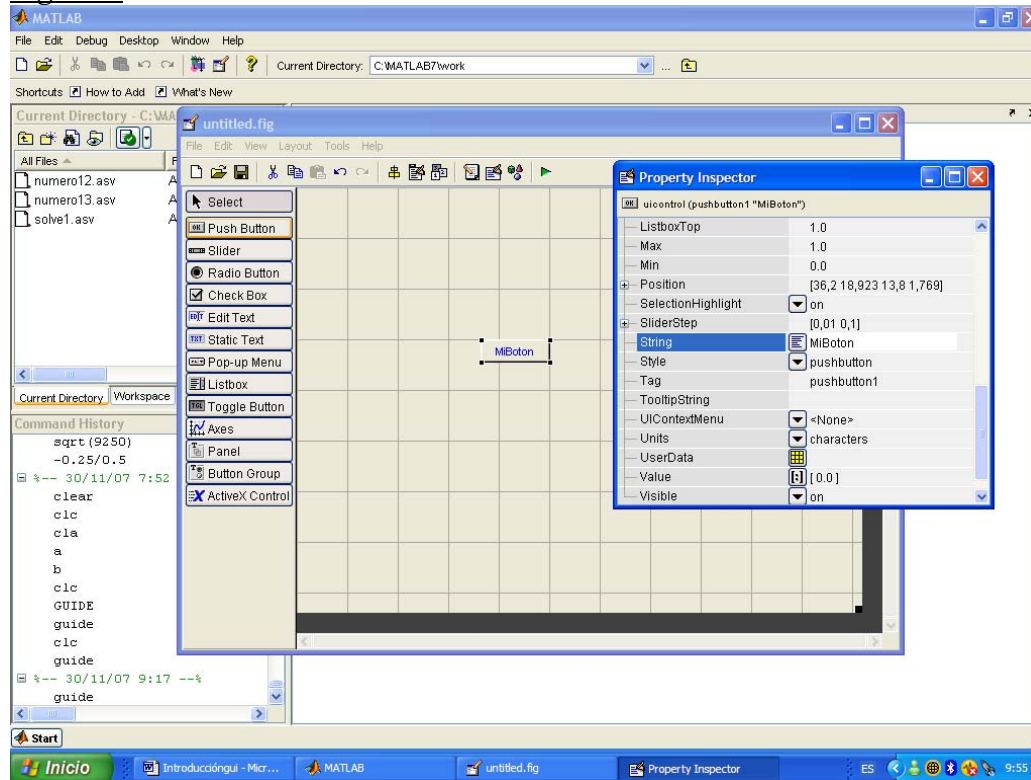 MATLAB
File Edit Debug Desktop Window Help
Current Directory: C:\MATLAB7\work
...
Shortcuts How to Add What's New
Current Directory - C:\MA
All Files
F
numero12.asv A
numero13.asv A
solve1.asv A
Current Directory Workspace
Command History
sqrt(9250)
-0.25/0.5
%-- 30/11/07 7:52
clear
clc
cla
a
b
clc
GUIDE
guide
clc
guide
%-- 30/11/07 9:17 --%
guide
untitled.fig
File Edit View Layout Tools Help
Select
OK Push Button
Slider
Radio Button
Check Box
EDIT Edit Text
TXT Static Text
Pop-up Menu
Listbox
TGL Toggle Button
Axes
Panel
Button Group
X ActiveX Control
MiBoton
Property Inspector
OK uicontrol (pushbutton1 "MiBoton")
ListboxTop 1.0
Max 1.0
Min 0.0
Position [36,2 18,923 13,8 1,769]
SelectionHighlight on
SliderStep [0,01 0,1]
String MiBoton
Style pushbutton
Tag pushbutton1
TooltipString
UIContextMenu <None>
Units characters
UserData
Value [0.0]
Visible on
Start
Inicio Introduccióngui - Micr... MATLAB untitled.fig Property Inspector ES 9:55